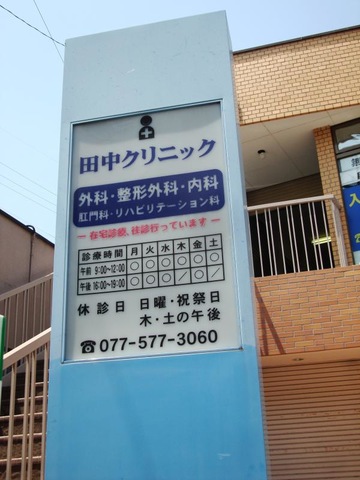 田中クリニック
外科・整形外科・内科
肛門科・リハビリテーション科
― 在宅診療、往診行っています ―
診療時間 月 火 水 木 金 土
午前 9:00〜12:00 ○ ○ ○ ○ ○ ○
午後 16:00〜19:00 ○ ○ ○ ／ ○ ／
休診日 日曜・祝祭日
木・土の午後
☎077-577-3060